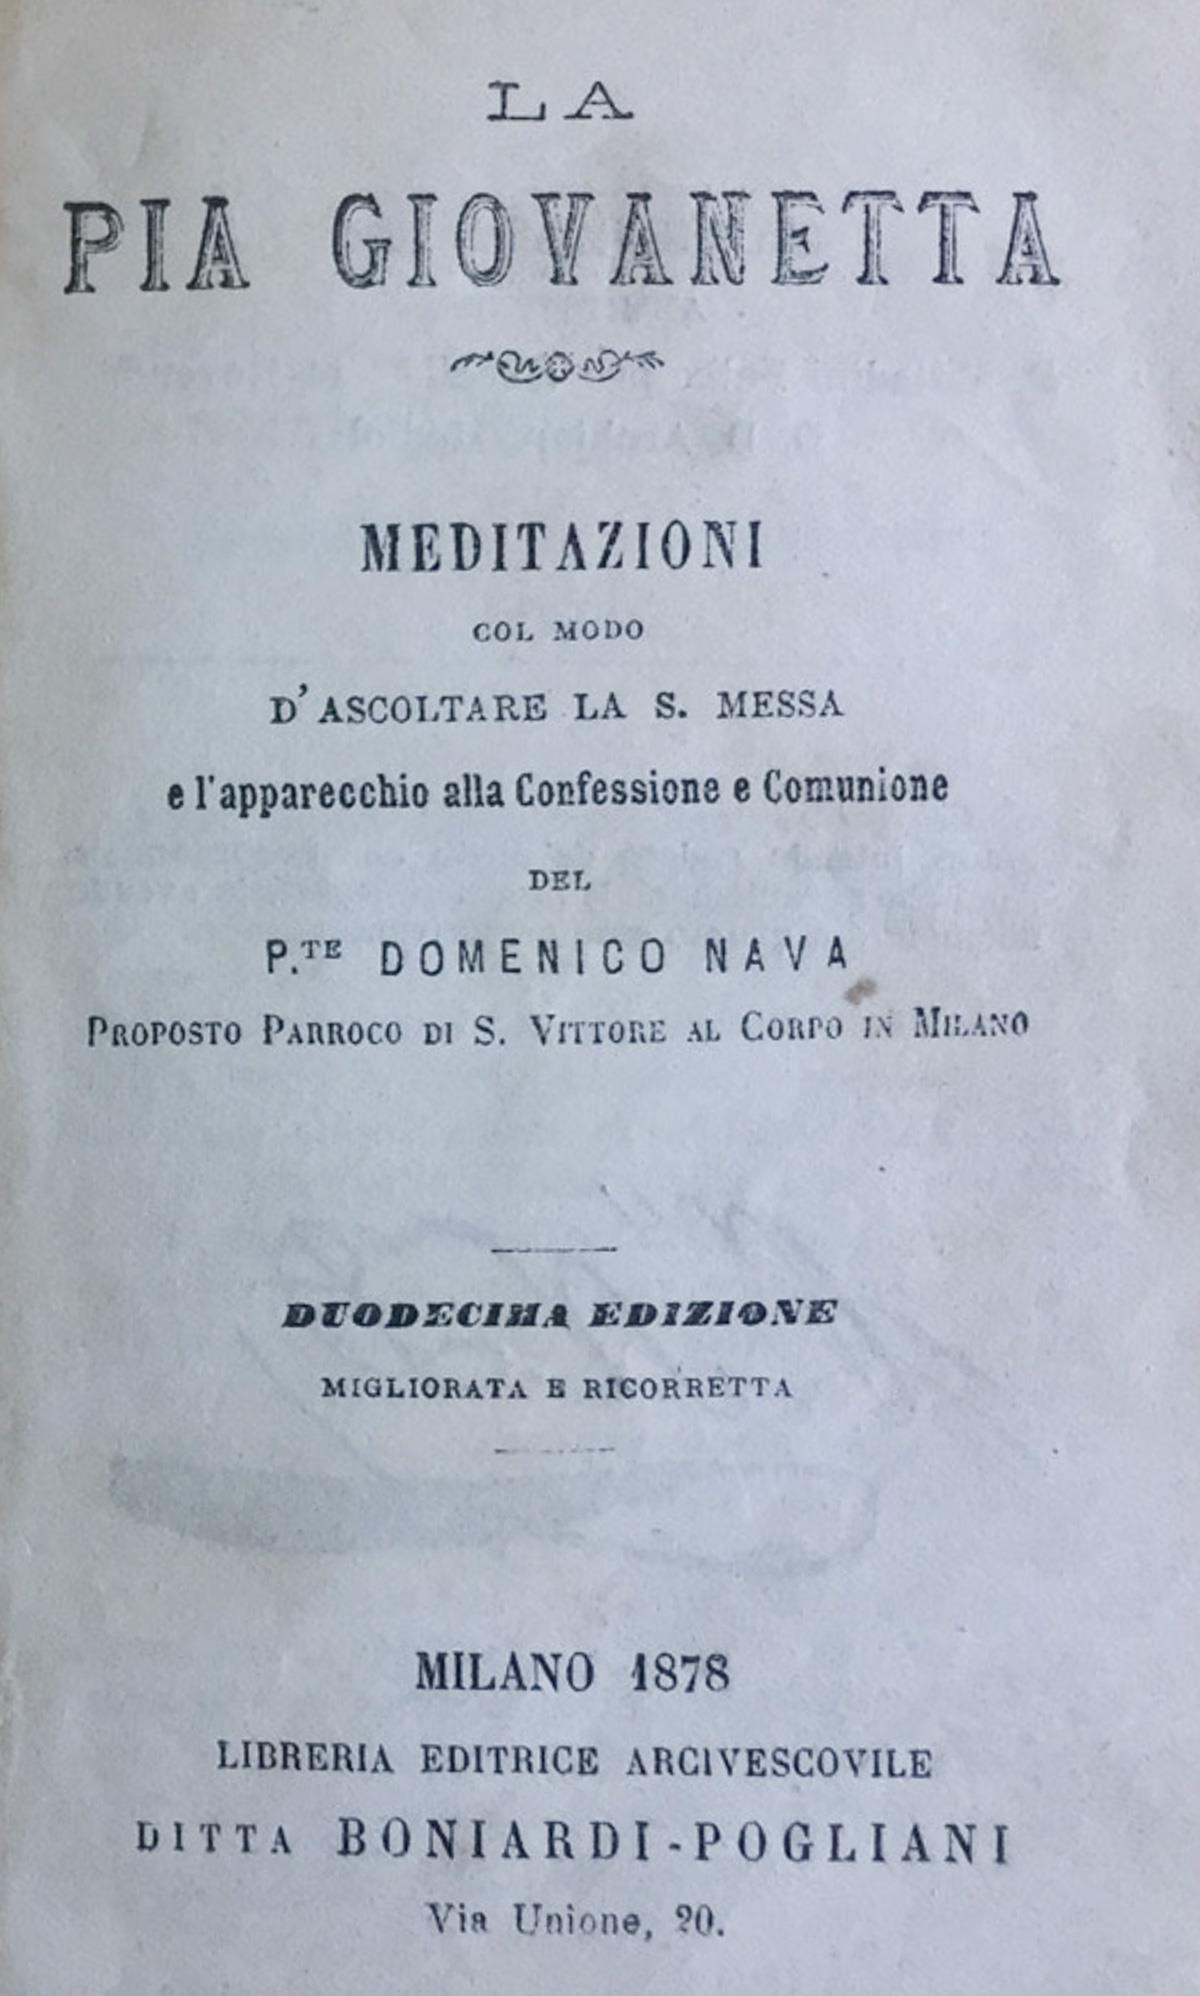 LA
PIA GIOVANETTA
MEDITAZIONI
COL MODO
D'ASCOLTARE LA S. MESSA
e l'apparecchio alla Confessione e Comunione
DEL
P.TE DOMENICO NAVA
PROPOSTO PARROCO DI S. VITTORE AL CORPO IN MILANO
DUODECIMA EDIZIONE
MIGLIORATA E RICORRETTA
MILANO 1878
LIBRERIA EDITRICE ARCIVESCOVILE
DITTA BONIARDI-POGLIANI
Via Unione, 20.